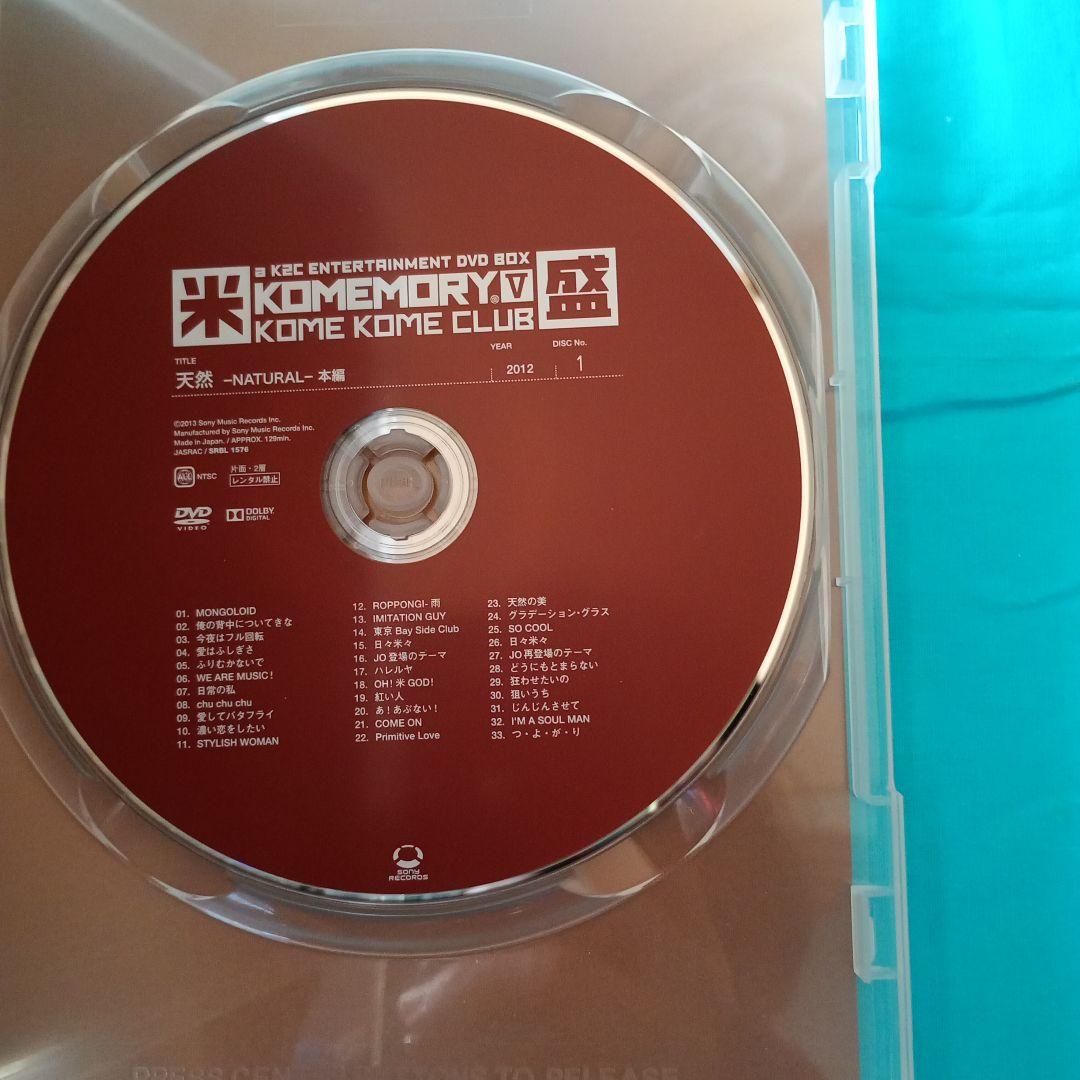 a K2C ENTERTAINMENT DVD BOX
米 KOMEMORY® V 盛
KOME KOME CLUB
TITLE
YEAR
DISC No.
天然 –NATURAL– 本編
2012
1
©2013 Sony Music Records Inc.
Manufactured by Sony Music Records Inc.
Made in Japan. / APPROX. 129min.
JASRAC / SRBL 1576
ALL NTSC
片面・2層
レンタル禁止
DVD
VIDEO
DOLBY
DIGITAL
01. MONGOLOID
02. 俺の背中についてきな
03. 今夜はフル回転
04. 愛はふしぎさ
05. ふりむかないで
06. WE ARE MUSIC!
07. 日常の私
08. chu chu chu
09. 愛してバタフライ
10. 濃い恋をしたい
11. STYLISH WOMAN
12. ROPPONGI- 雨
13. IMITATION GUY
14. 東京 Bay Side Club
15. 日々米々
16. JO登場のテーマ
17. ハレルヤ
18. OH! 米 GOD!
19. 紅い人
20. あ！あぶない！
21. COME ON
22. Primitive Love
23. 天然の美
24. グラデーション・グラス
25. SO COOL
26. 日々米々
27. JO再登場のテーマ
28. どうにもとまらない
29. 狂わせたいの
30. 狙いうち
31. じんじんさせて
32. I'M A SOUL MAN
33. つ・よ・が・り
SONY
RECORDS
PUSH
TO RELEASE